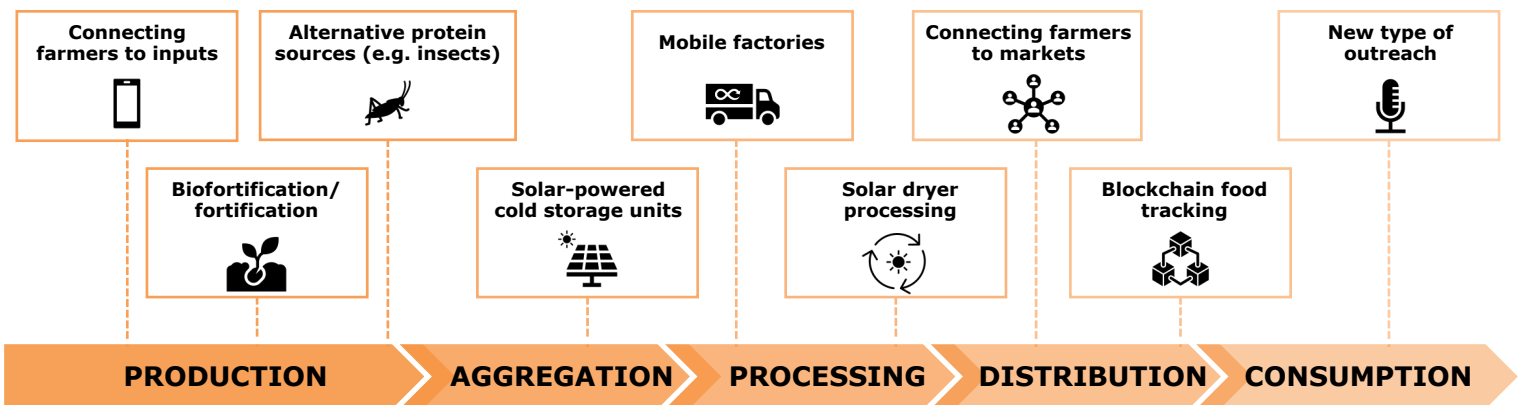 Connecting
farmers to inputs
Alternative protein
sources (e.g. insects)
Mobile factories
Connecting farmers
to markets
New type of
outreach
Biofortification/
fortification
Solar-powered
cold storage units
Solar dryer
processing
Blockchain food
tracking
PRODUCTION
AGGREGATION
PROCESSING
DISTRIBUTION
CONSUMPTION